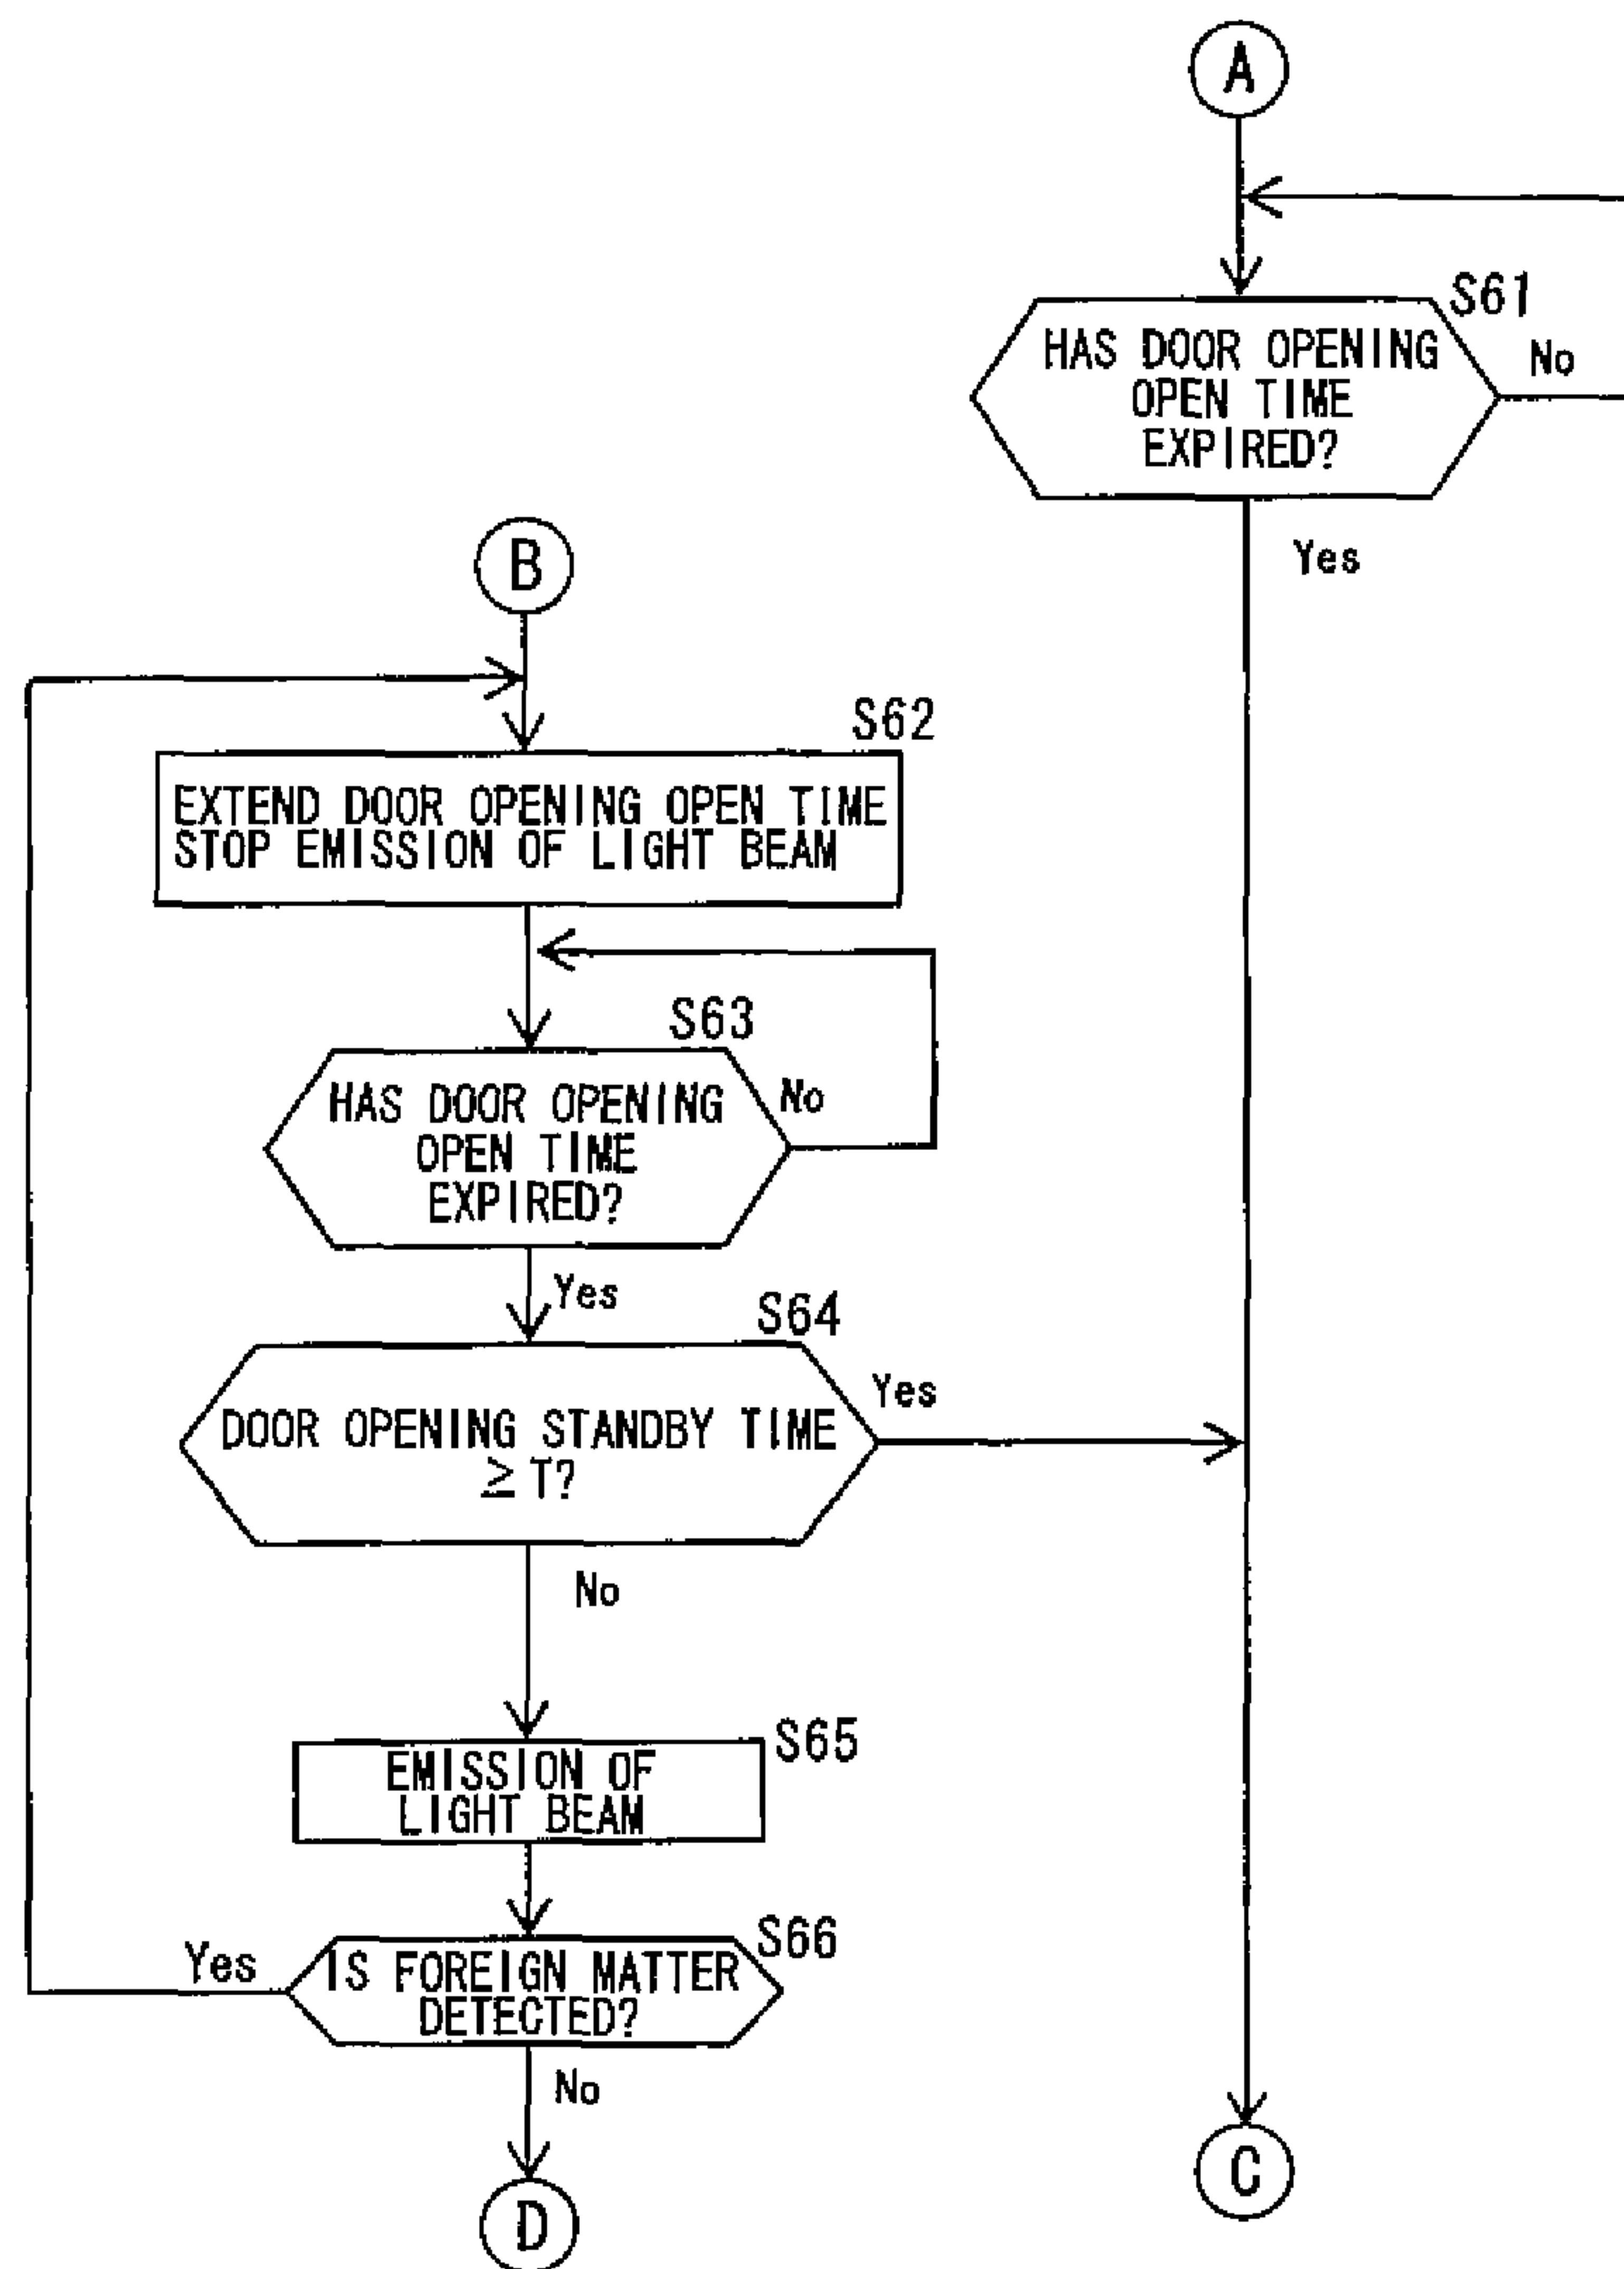 A
S61
HAS DOOR OPENING
OPEN TIME
EXPIRED?
No
Yes
B
S62
EXTEND DOOR OPENING OPEN TIME
STOP EMISSION OF LIGHT BEAM
S63
HAS DOOR OPENING
OPEN TIME
EXPIRED?
No
Yes
S64
DOOR OPENING STANDBY TIME
≥ T?
Yes
No
S65
EMISSION OF
LIGHT BEAM
S66
IS FOREIGN MATTER
DETECTED?
Yes
No
D
C